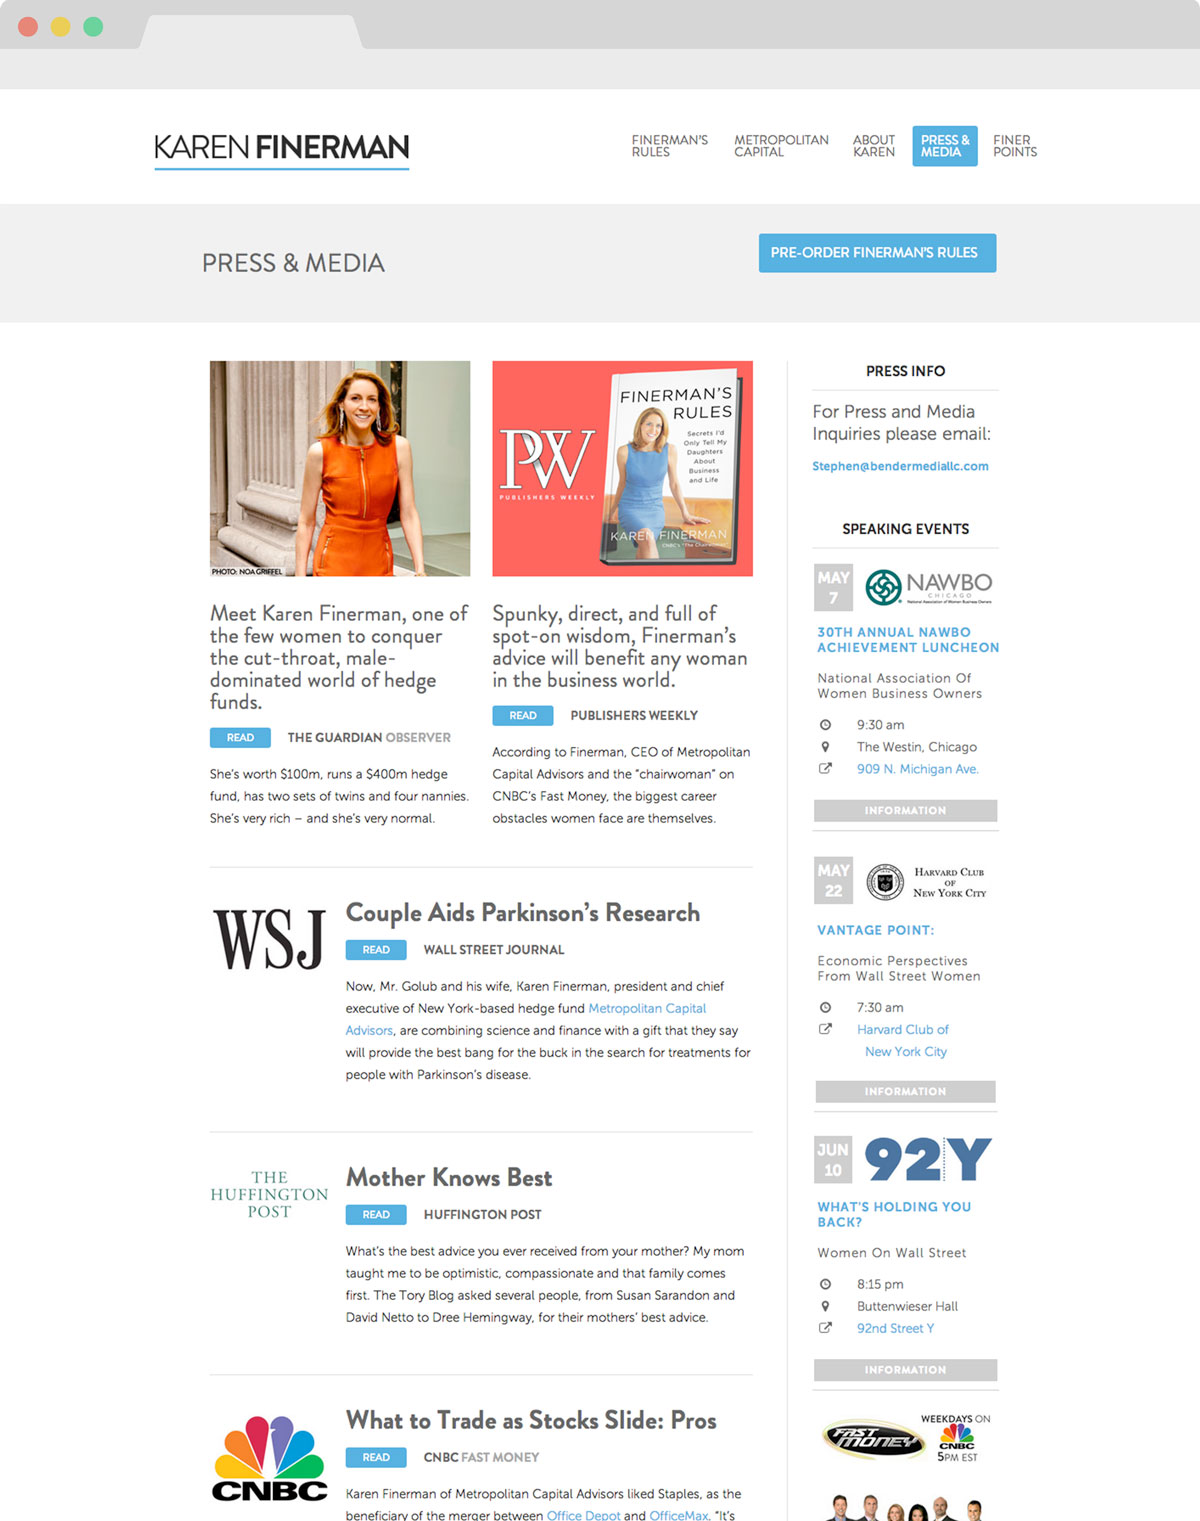 KAREN FINERMAN
FINERMAN'S
RULES
METROPOLITAN
CAPITAL
ABOUT
KAREN
PRESS &
MEDIA
FINER
POINTS
PRESS & MEDIA
PRE-ORDER FINERMAN'S RULES
PHOTO: NOA GRIFFEL
Meet Karen Finerman, one of
the few women to conquer
the cut-throat, male-
dominated world of hedge
funds.
READ
THE GUARDIAN OBSERVER
She's worth $100m, runs a $400m hedge
fund, has two sets of twins and four nannies.
She's very rich – and she's very normal.
PW
PUBLISHERS WEEKLY
FINERMAN'S
RULES
Secrets I'd
Only Tell My
Daughters
About
Business
and Life
KAREN FINERMAN
CNBC's "The Chairwoman"
Spunky, direct, and full of
spot-on wisdom, Finerman's
advice will benefit any woman
in the business world.
READ
PUBLISHERS WEEKLY
According to Finerman, CEO of Metropolitan
Capital Advisors and the "chairwoman" on
CNBC's Fast Money, the biggest career
obstacles women face are themselves.
WSJ
Couple Aids Parkinson's Research
READ
WALL STREET JOURNAL
Now, Mr. Golub and his wife, Karen Finerman, president and chief
executive of New York-based hedge fund Metropolitan Capital
Advisors, are combining science and finance with a gift that they say
will provide the best bang for the buck in the search for treatments for
people with Parkinson's disease.
THE
HUFFINGTON
POST
Mother Knows Best
READ
HUFFINGTON POST
What's the best advice you ever received from your mother? My mom
taught me to be optimistic, compassionate and that family comes
first. The Tory Blog asked several people, from Susan Sarandon and
David Netto to Dree Hemingway, for their mothers' best advice.
CNBC
What to Trade as Stocks Slide: Pros
READ
CNBC FAST MONEY
Karen Finerman of Metropolitan Capital Advisors liked Staples, as the
beneficiary of the merger between Office Depot and OfficeMax. "It's
PRESS INFO
For Press and Media
Inquiries please email:
Stephen@bendermediallc.com
SPEAKING EVENTS
MAY
7
NAWBO
CHICAGO
National Association of Women Business Owners
30TH ANNUAL NAWBO
ACHIEVEMENT LUNCHEON
National Association Of
Women Business Owners
9:30 am
The Westin, Chicago
909 N. Michigan Ave.
INFORMATION
MAY
22
HARVARD CLUB
OF
NEW YORK CITY
VANTAGE POINT:
Economic Perspectives
From Wall Street Women
7:30 am
Harvard Club of
New York City
INFORMATION
JUN
10
92Y
WHAT'S HOLDING YOU
BACK?
Women On Wall Street
8:15 pm
Buttenwieser Hall
92nd Street Y
INFORMATION
FAST
MONEY
WEEKDAYS ON
CNBC
5PM EST